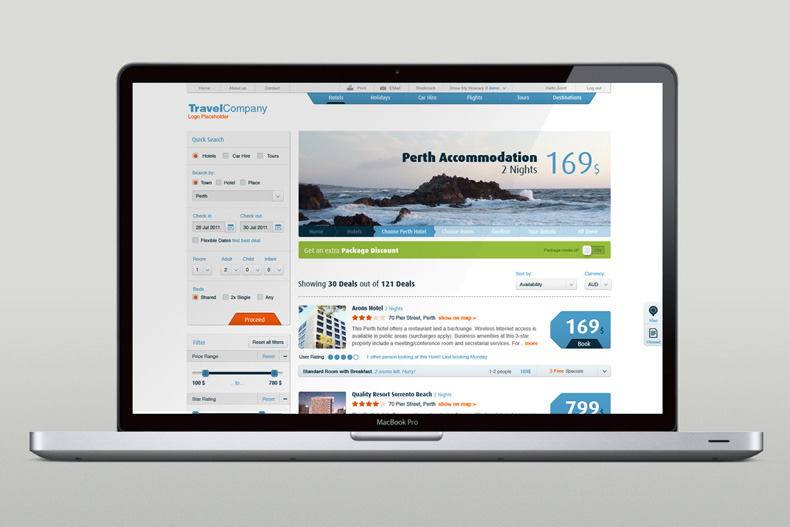 Home About us Contact Print EMail Bookmark Show My Itinerary 0 items Hello Scott Log out
Hotels Holidays Car Hire Flights Tours Destinations
TravelCompany
Logo Placeholder
Quick Search
Hotels Car Hire Tours
Search by:
Town Hotel Place
Perth
Check in Check out
28 Jul 2011 30 Jul 2011
Flexible Dates find best deal
Room Adult Child Infant
1 2 0 0
Beds
Shared 2x Single Any
Proceed
Filter Reset all filters
Price Range Reset
100 $ ... to ... 780 $
Star Rating Reset
Perth Accommodation
2 Nights
169$
Home Hotels Choose Perth Hotel Choose Room Confirm Your Details All Done
Get an extra Package Discount Package mode off
Showing 30 Deals out of 121 Deals
Sort by: Currency:
Availability AUD
Arons Hotel 2 Nights
70 Pier Street, Perth show on map >
This Perth hotel offers a restaurant and a bar/lounge. Wireless Internet access is
available in public areas (surcharges apply). Business amenities at this 3-star
property include a meeting/conference room and secretarial services. For... more
169$
Book
User Rating 1 other person looking at this Hotel! Last booking Monday
Standard Room with Breakfast, 2 rooms left. Hurry! 1-2 people 169$ 5 Free Specials
Quality Resort Sorrento Beach 2 Nights
70 Pier Street, Perth show on map >
799$
Map
MacBook Pro